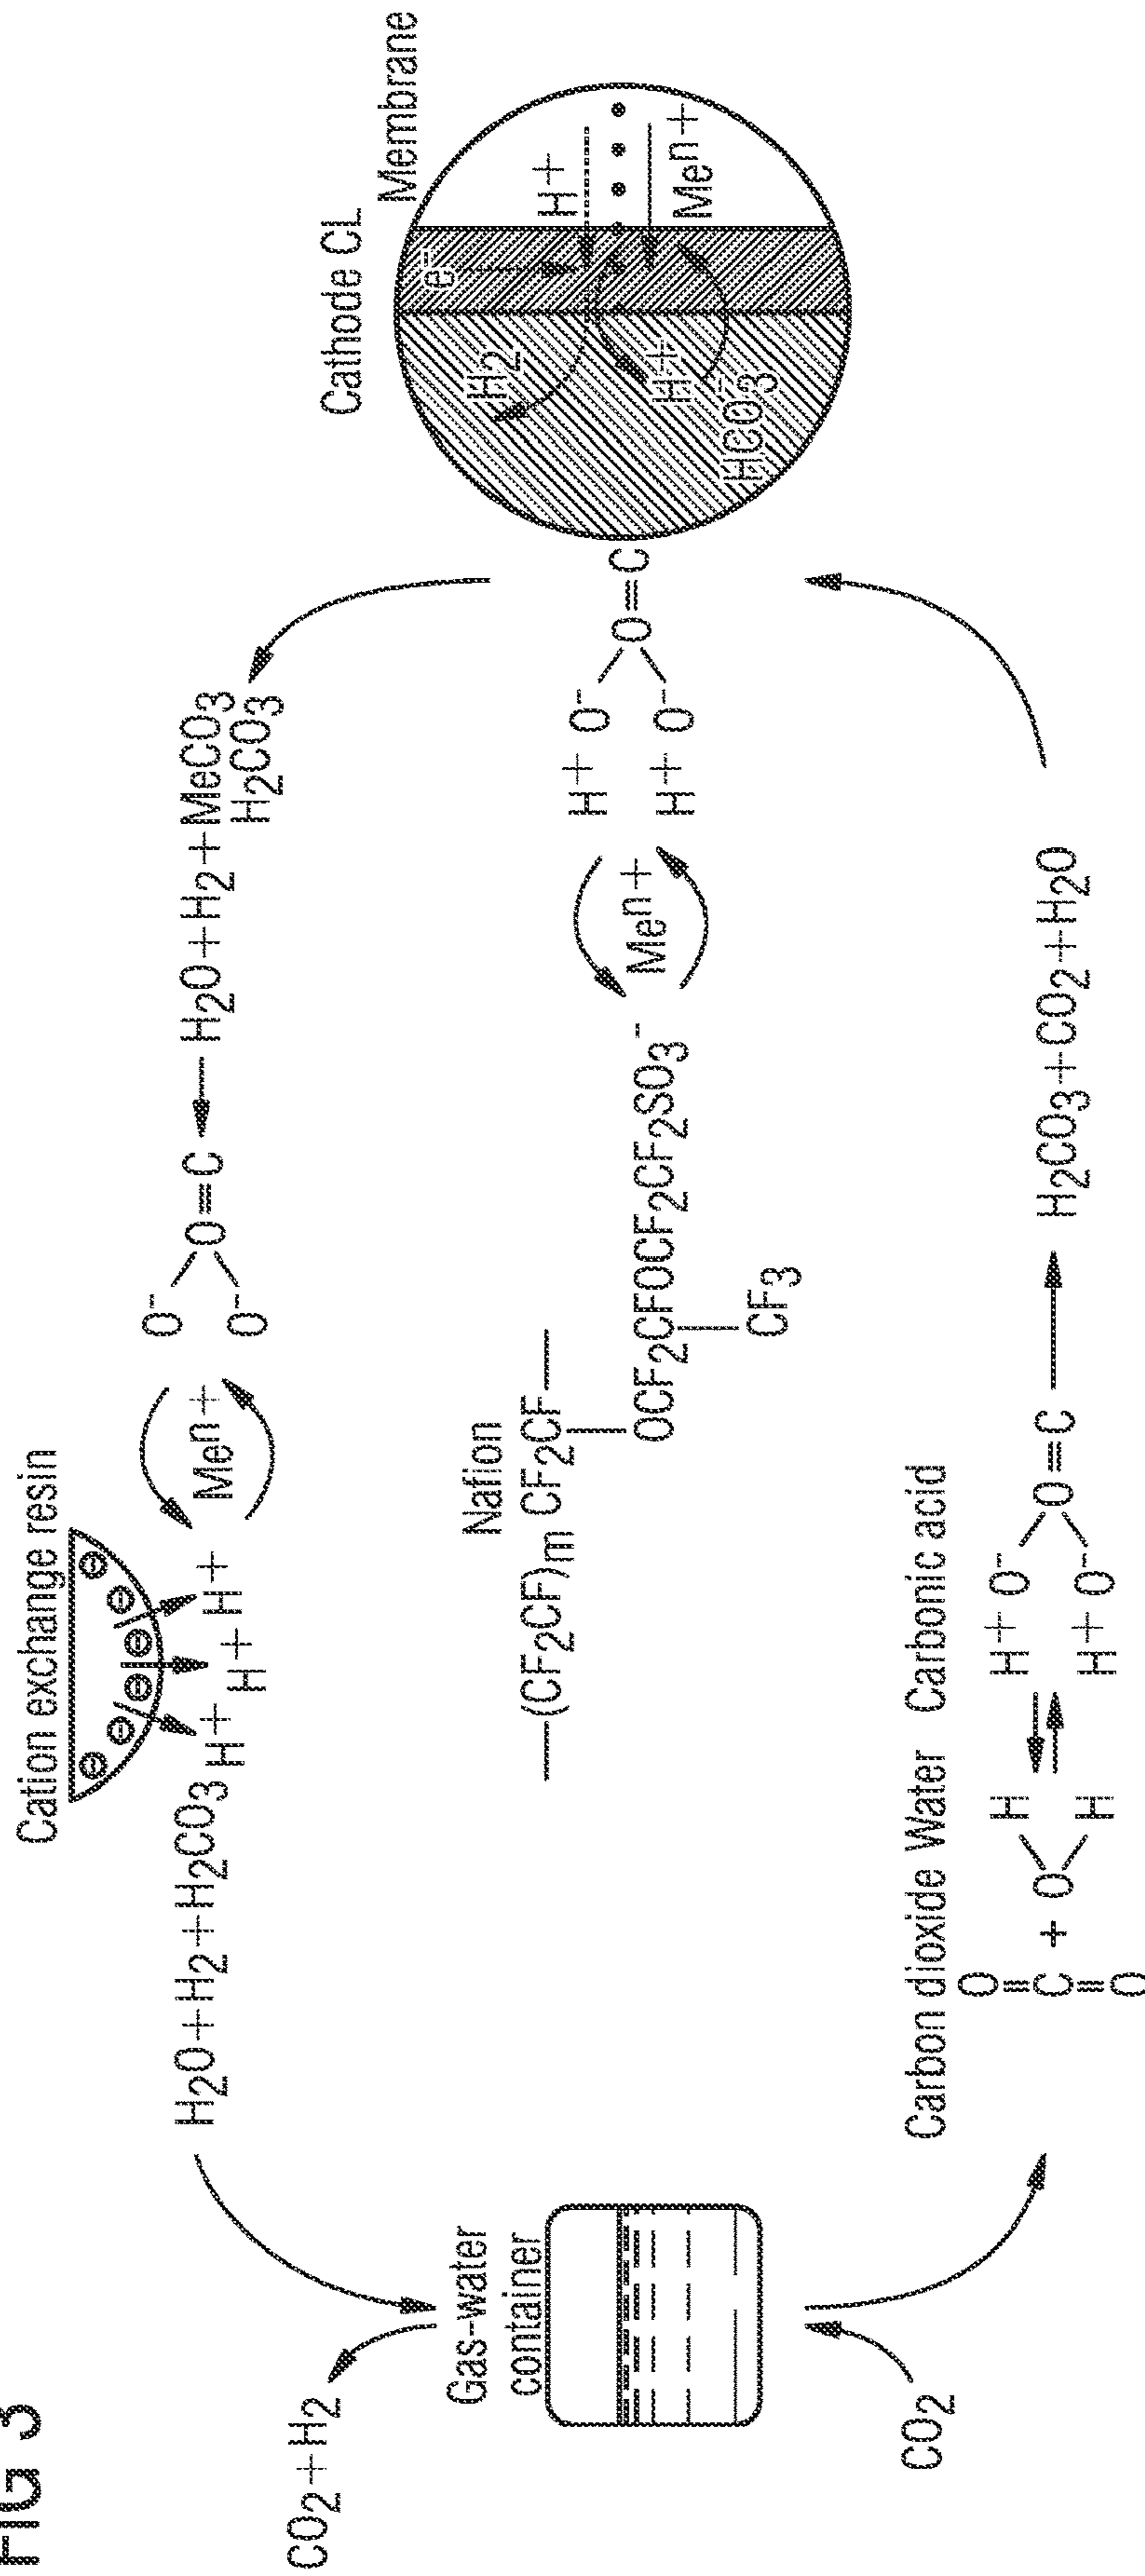 FIG 3
Cation exchange resin
H2O+H2+H2CO3
H+ H+ H+
Men+
O-
O-
O=C
H2O+H2+MeCO3
H2CO3
CO2+H2
Gas-water
container
Nafion
—(CF2CF)m CF2CF—
OCF2CFOCF2CF2SO3-
CF3
Men+
H+ O-
H+ O-
O=C
Cathode CL
Membrane
e-
H+
H2
H+
Men+
HCO3-
CO2
Carbon dioxide Water Carbonic acid
O=C=O + O
H
H
H+ O-
H+ O-
O=C
H2CO3+CO2+H2O